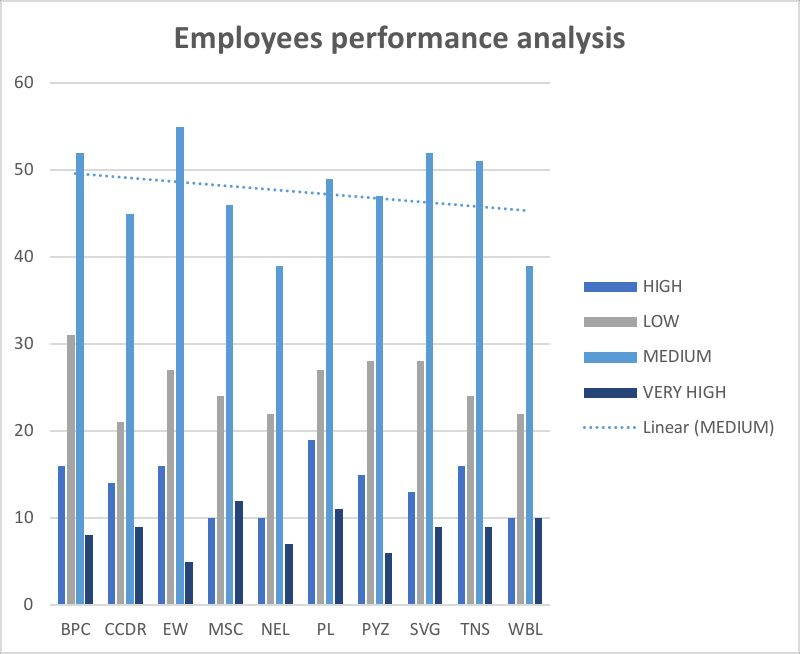 Employees performance analysis
60
50
40
30
20
10
0
BPC CCDR EW MSC NEL PL PYZ SVG TNS WBL
HIGH
LOW
MEDIUM
VERY HIGH
Linear (MEDIUM)